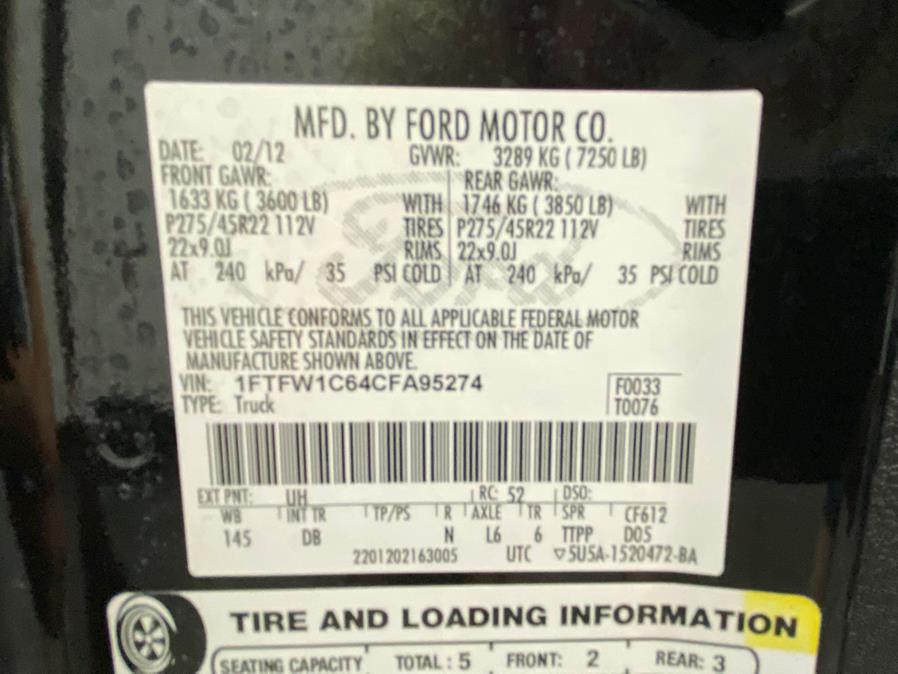 MFD. BY FORD MOTOR CO.
DATE: 02/12 GVWR: 3289 KG ( 7250 LB)
FRONT GAWR: REAR GAWR:
1633 KG ( 3600 LB) WITH 1746 KG ( 3850 LB) WITH
P275/45R22 112V TIRES P275/45R22 112V TIRES
22x9.0J RIMS 22x9.0J RIMS
AT 240 kPa/ 35 PSI COLD AT 240 kPa/ 35 PSI COLD
THIS VEHICLE CONFORMS TO ALL APPLICABLE FEDERAL MOTOR
VEHICLE SAFETY STANDARDS IN EFFECT ON THE DATE OF
MANUFACTURE SHOWN ABOVE.
VIN: 1FTFW1C64CFA95274 F0033
TYPE: Truck T0076
EXT PNT: UH RC: 52 DSO:
WB INT TR TP/PS R AXLE TR SPR CF612
145 DB N L6 6 TTPP D05
2201202163005 UTC ▽5U5A-1520472-BA
TIRE AND LOADING INFORMATION
SEATING CAPACITY TOTAL : 5 FRONT: 2 REAR: 3